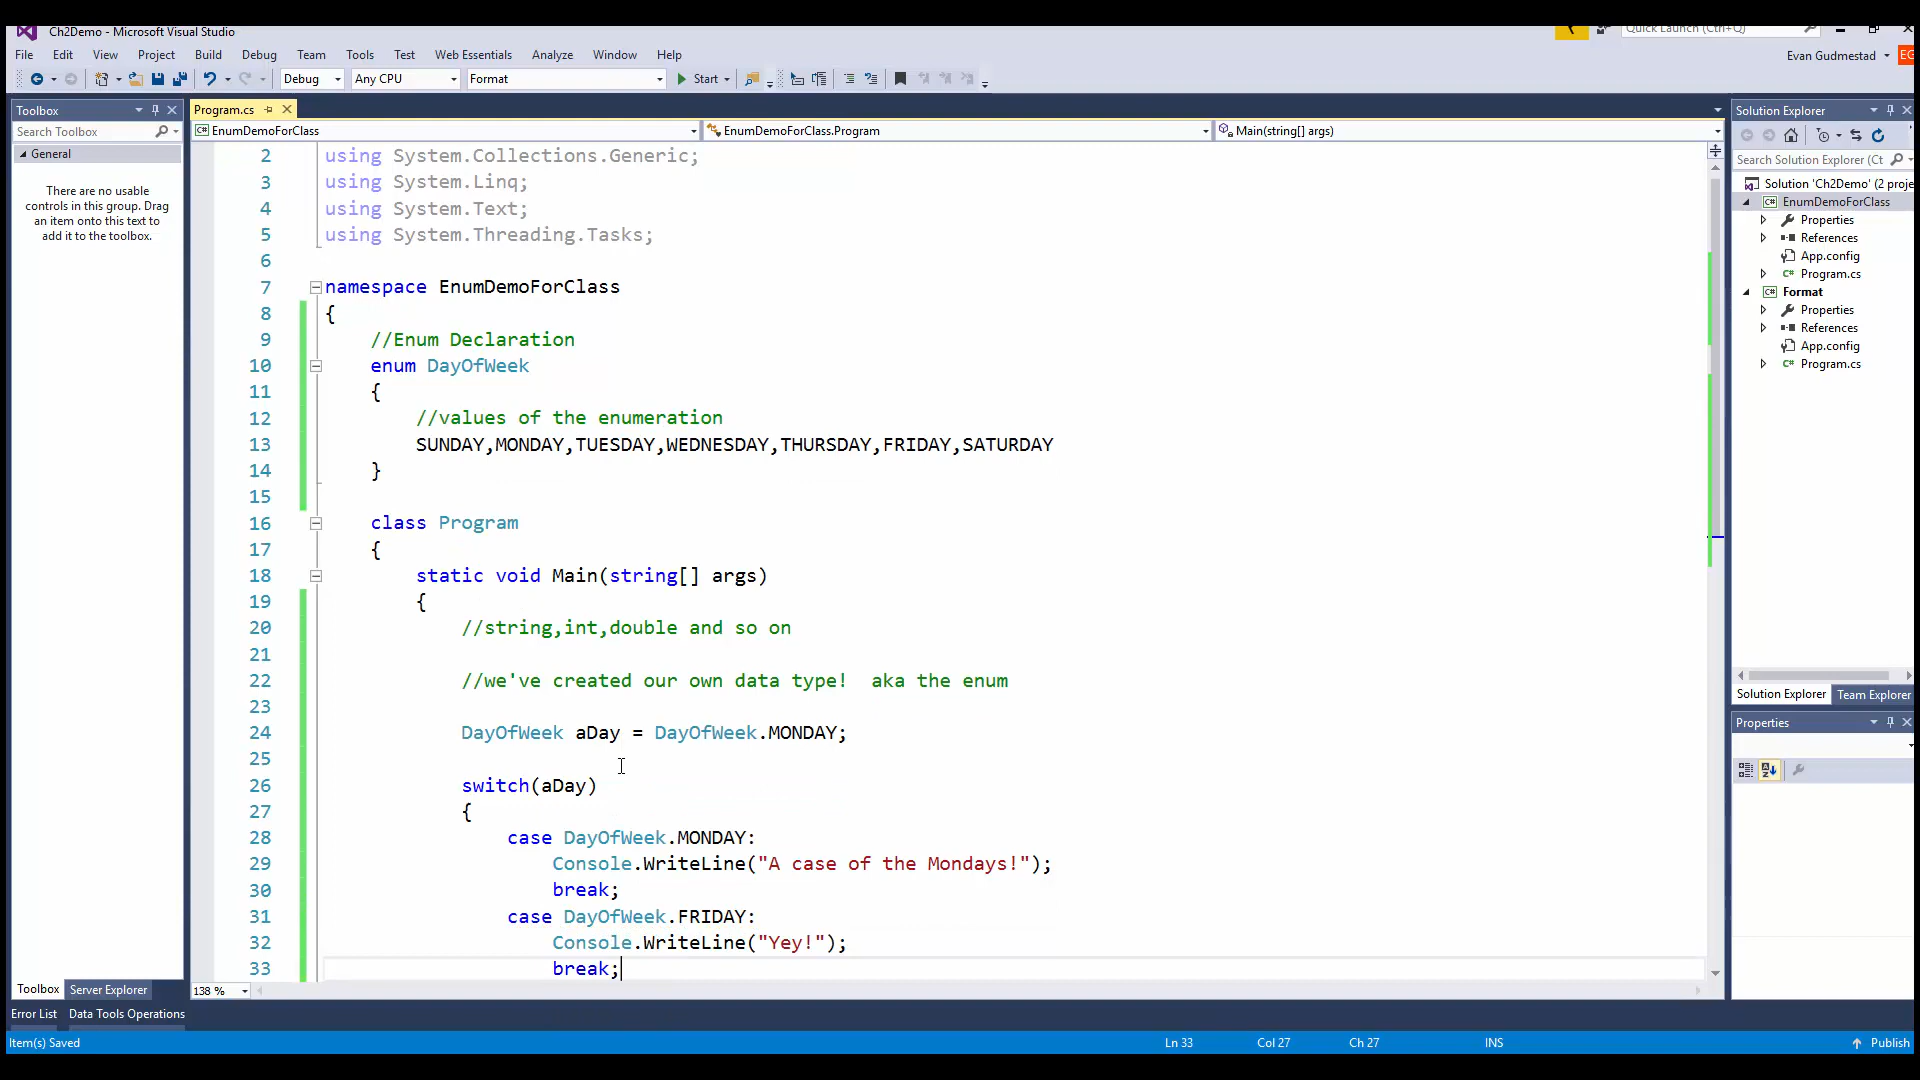 Ch2Demo - Microsoft Visual Studio
Quick Launch (Ctrl+Q)
File Edit View Project Build Debug Team Tools Test Web Essentials Analyze Window Help
Evan Gudmestad EG
Debug Any CPU Format Start
Toolbox
Search Toolbox
General
There are no usable
controls in this group. Drag
an item onto this text to
add it to the toolbox.
Toolbox Server Explorer
Program.cs
EnumDemoForClass EnumDemoForClass.Program Main(string[] args)
2 using System.Collections.Generic;
3 using System.Linq;
4 using System.Text;
5 using System.Threading.Tasks;
6
7 namespace EnumDemoForClass
8 {
9 //Enum Declaration
10 enum DayOfWeek
11 {
12 //values of the enumeration
13 SUNDAY,MONDAY,TUESDAY,WEDNESDAY,THURSDAY,FRIDAY,SATURDAY
14 }
15
16 class Program
17 {
18 static void Main(string[] args)
19 {
20 //string,int,double and so on
21
22 //we've created our own data type!  aka the enum
23
24 DayOfWeek aDay = DayOfWeek.MONDAY;
25
26 switch(aDay)
27 {
28 case DayOfWeek.MONDAY:
29 Console.WriteLine("A case of the Mondays!");
30 break;
31 case DayOfWeek.FRIDAY:
32 Console.WriteLine("Yey!");
33 break;
138 %
Solution Explorer
Search Solution Explorer (Ct
Solution 'Ch2Demo' (2 proje
EnumDemoForClass
Properties
References
App.config
C# Program.cs
Format
Properties
References
App.config
C# Program.cs
Solution Explorer Team Explorer
Properties
Error List Data Tools Operations
Item(s) Saved Ln 33 Col 27 Ch 27 INS Publish